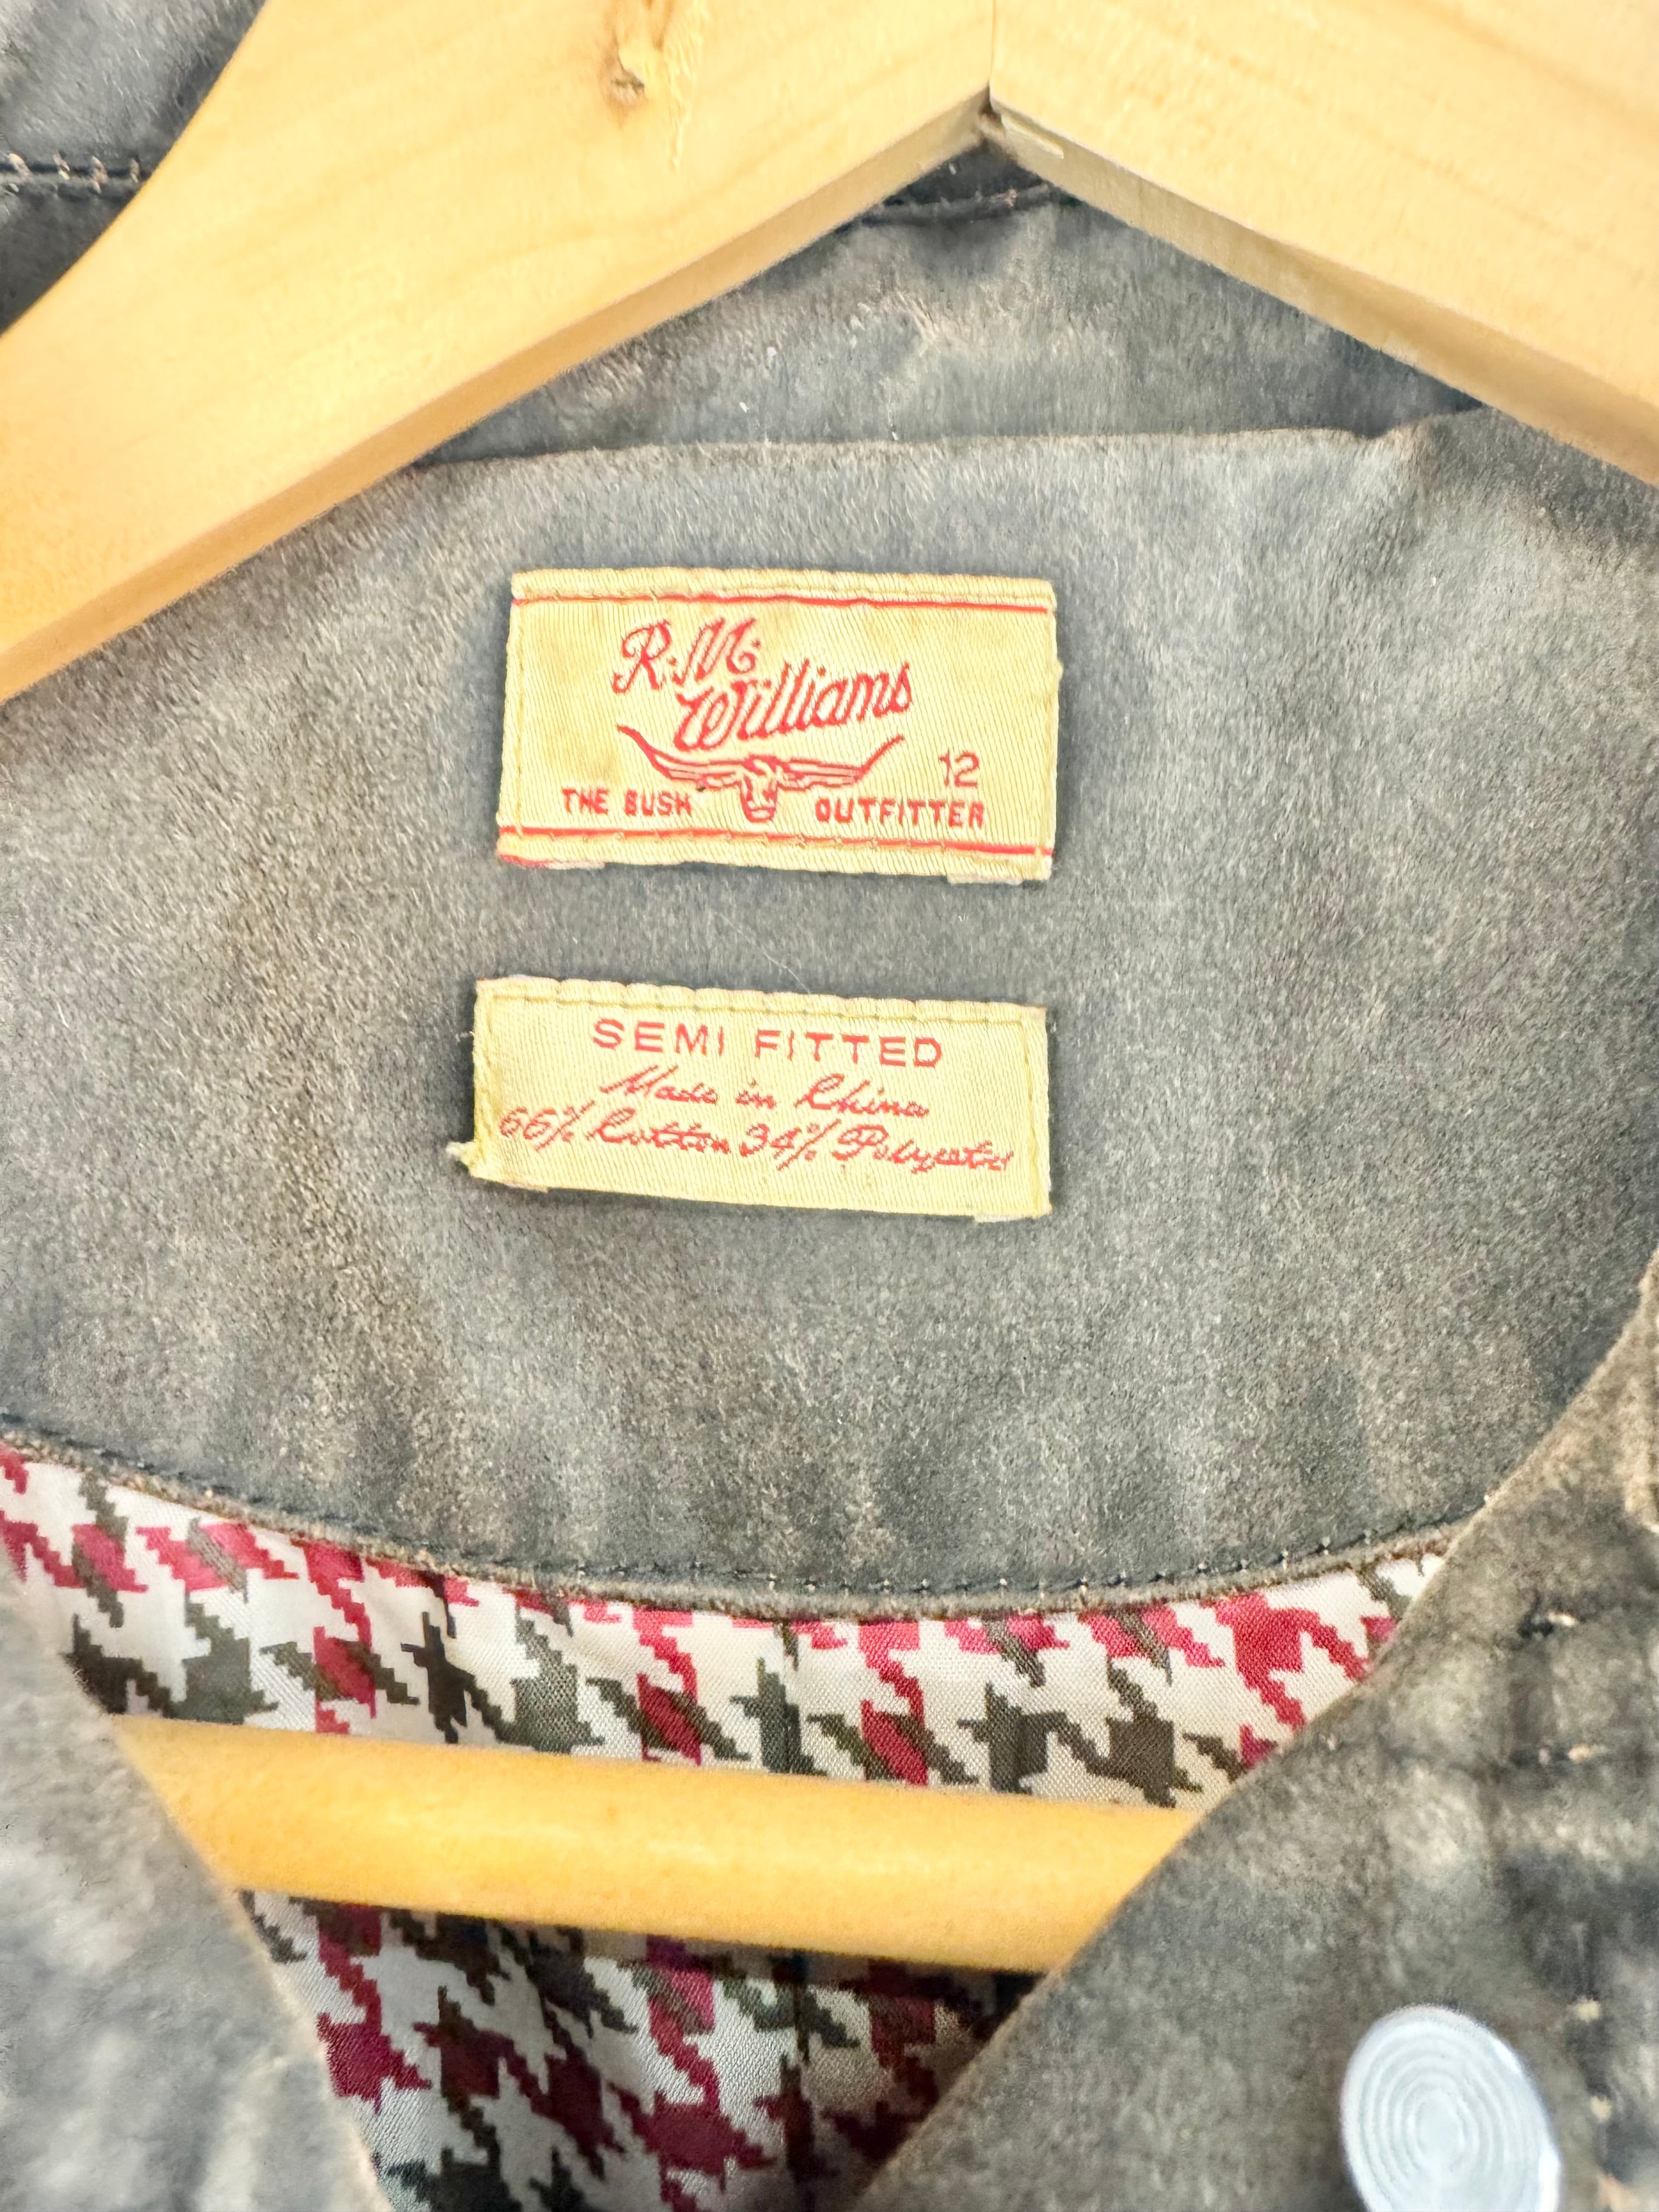 R.M.
Williams
12
THE BUSH OUTFITTER
SEMI FITTED
Made in China
66% Cotton 34% Polyester